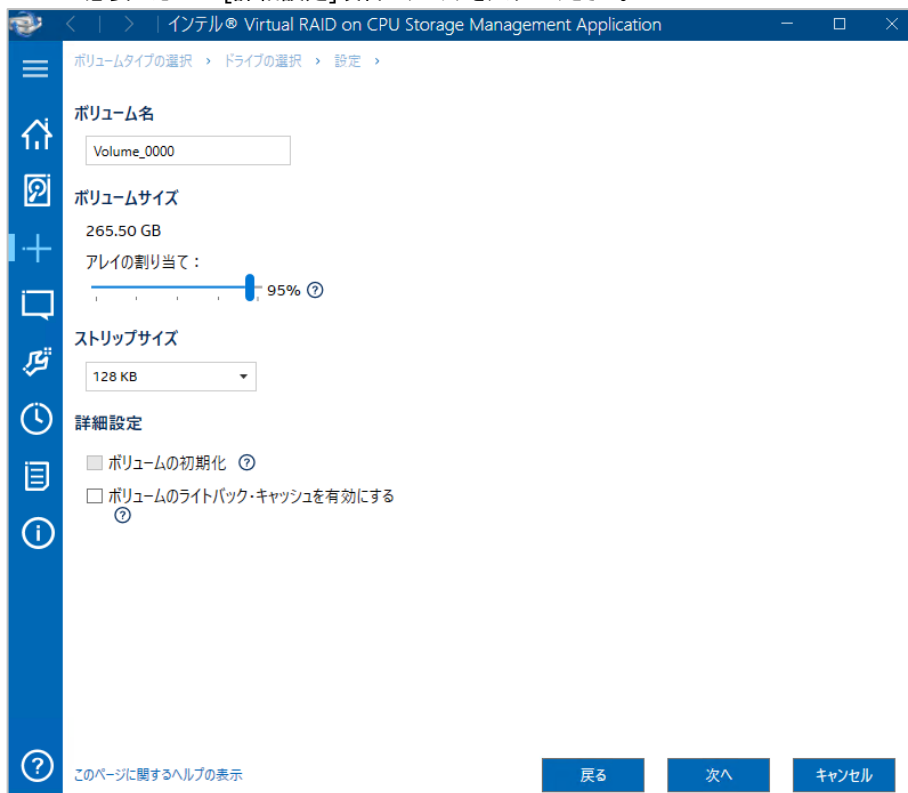 インテル® Virtual RAID on CPU Storage Management Application
ボリュームタイプの選択 › ドライブの選択 › 設定 ›
ボリューム名
Volume_0000
ボリュームサイズ
265.50 GB
アレイの割り当て：
95%
ストリップサイズ
128 KB
詳細設定
ボリュームの初期化
ボリュームのライトバック・キャッシュを有効にする
このページに関するヘルプの表示
戻る
次へ
キャンセル